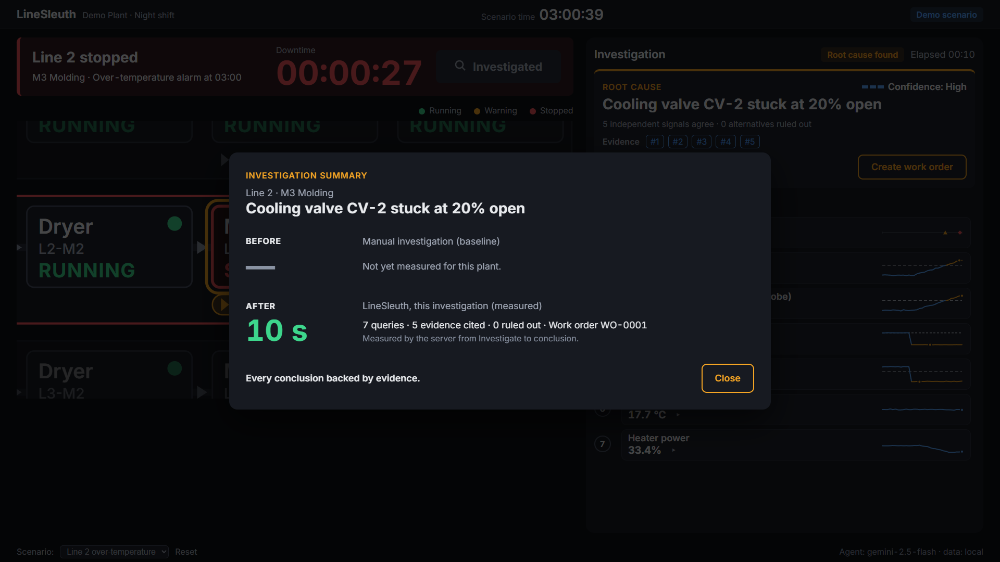 LineSleuth Demo Plant · Night shift
Scenario time 03:00:39
Demo scenario
Line 2 stopped
M3 Molding · Over-temperature alarm at 03:00
Downtime
00:00:27
Investigated
Running Warning Stopped
RUNNING RUNNING RUNNING
Dryer
L2-M2
RUNNING
Dryer
L3-M2
Investigation
Root cause found
Elapsed 00:10
ROOT CAUSE
Confidence: High
Cooling valve CV-2 stuck at 20% open
5 independent signals agree · 0 alternatives ruled out
Evidence #1 #2 #3 #4 #5
Create work order
INVESTIGATION SUMMARY
Line 2 · M3 Molding
Cooling valve CV-2 stuck at 20% open
BEFORE
Manual investigation (baseline)
Not yet measured for this plant.
AFTER
LineSleuth, this investigation (measured)
10 s
7 queries · 5 evidence cited · 0 ruled out · Work order WO-0001
Measured by the server from Investigate to conclusion.
Every conclusion backed by evidence.
Close
obe)
17.7 °C
7
Heater power
33.4%
Scenario: Line 2 over-temperature Reset
Agent: gemini-2.5-flash · data: local